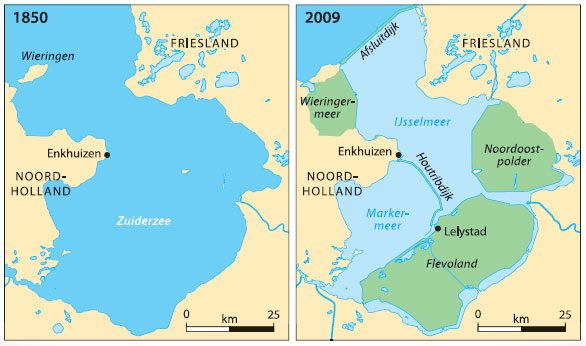 1850
Wieringen
FRIESLAND
Enkhuizen
NOORD-
HOLLAND
Zuiderzee
0 25
km
2009
Afsluitdijk
FRIESLAND
Wieringer-
meer
IJsselmeer
Noordoost-
polder
Enkhuizen
Houtribdijk
NOORD-
HOLLAND
Marker-
meer
Lelystad
Flevoland
0 25
km